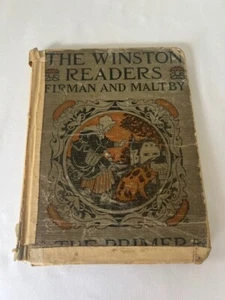 THE WINSTON
READERS
FIRMAN AND MALTBY
THE PRIMER